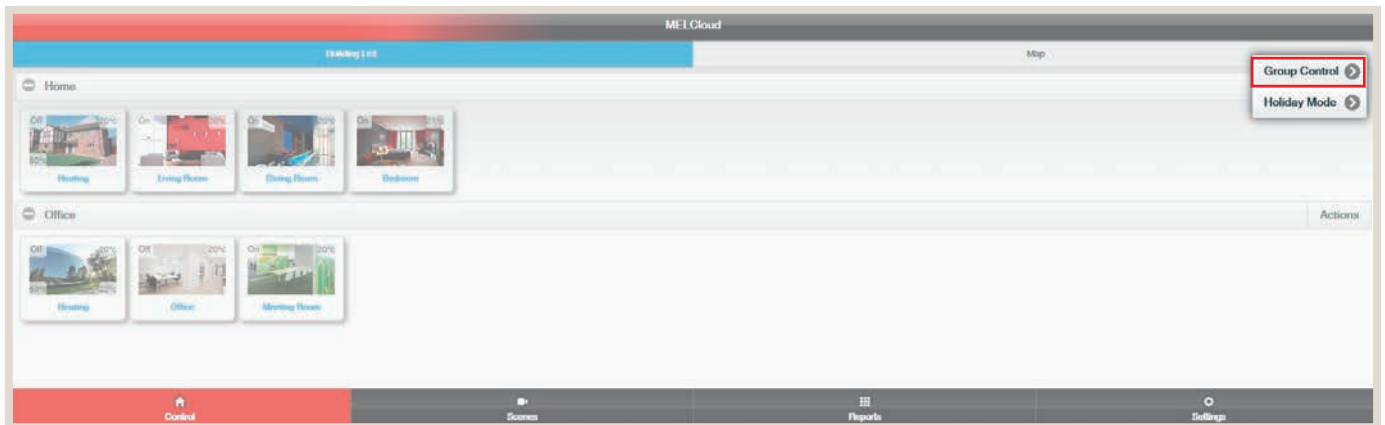 MELCloud
Building List
Map
Group Control
Holiday Mode
Home
Off 20°c
On 20°c
On 20°c
On
50%
Heating
Living Room
Dining Room
Bedroom
Office
Actions
Off 20°c
Off 20°c
On 20°c
50%
Heating
Office
Meeting Room
Control
Scenes
Reports
Settings